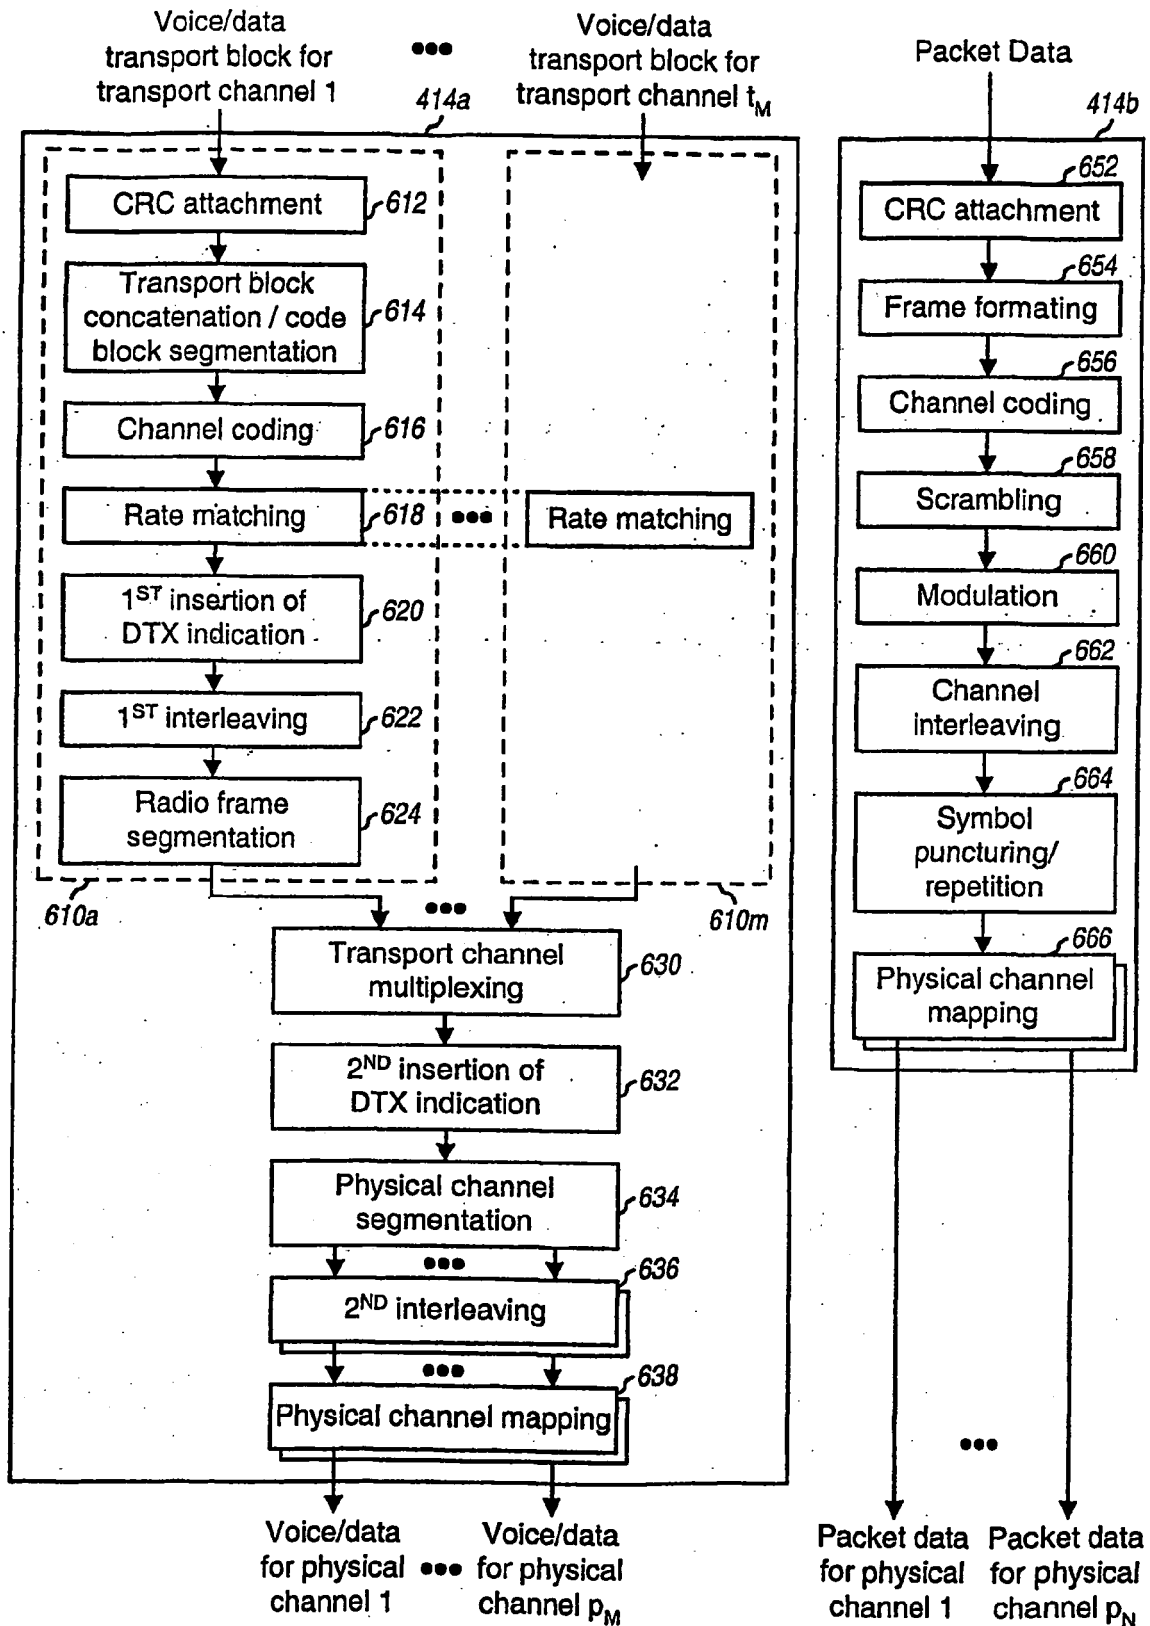 Voice/data
transport block for
transport channel 1
•••
Voice/data
transport block for
transport channel tM
Packet Data
414a
414b
CRC attachment
612
Transport block
concatenation / code
block segmentation
614
Channel coding
616
Rate matching
618
•••
Rate matching
1ST insertion of
DTX indication
620
1ST interleaving
622
Radio frame
segmentation
624
610a
•••
610m
Transport channel
multiplexing
630
2ND insertion of
DTX indication
632
Physical channel
segmentation
634
•••
636
2ND interleaving
•••
638
Physical channel mapping
Voice/data
for physical
channel 1
•••
Voice/data
for physical
channel pM
652
CRC attachment
654
Frame formating
656
Channel coding
658
Scrambling
660
Modulation
662
Channel
interleaving
664
Symbol
puncturing/
repetition
666
Physical channel
mapping
•••
Packet data
for physical
channel 1
Packet data
for physical
channel pN